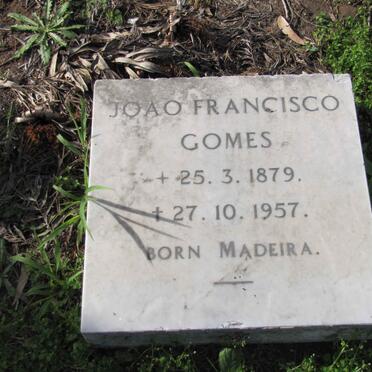 JOAO FRANCISCO
GOMES
+ 25. 3. 1879.
+ 27. 10. 1957.
BORN MADEIRA.